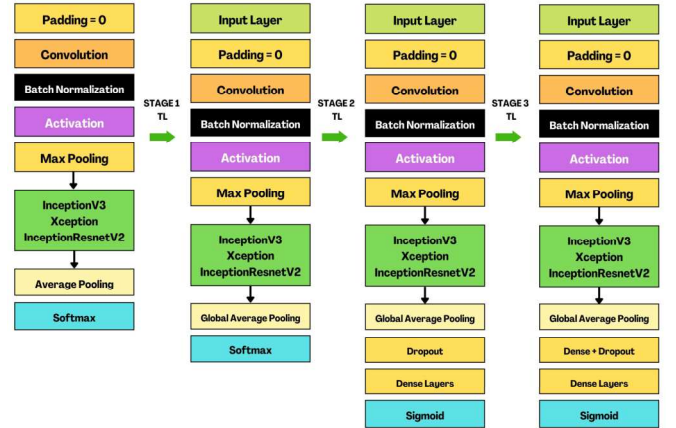 Padding = 0
Convolution
Batch Normalization
Activation
Max Pooling
InceptionV3
Xception
InceptionResnetV2
Average Pooling
Softmax
STAGE 1
TL
Input Layer
Padding = 0
Convolution
Batch Normalization
Activation
Max Pooling
InceptionV3
Xception
InceptionResnetV2
Global Average Pooling
Softmax
STAGE 2
TL
Input Layer
Padding = 0
Convolution
Batch Normalization
Activation
Max Pooling
InceptionV3
Xception
InceptionResnetV2
Global Average Pooling
Dropout
Dense Layers
Sigmoid
STAGE 3
TL
Input Layer
Padding = 0
Convolution
Batch Normalization
Activation
Max Pooling
InceptionV3
Xception
InceptionResnetV2
Global Average Pooling
Dense + Dropout
Dense Layers
Sigmoid